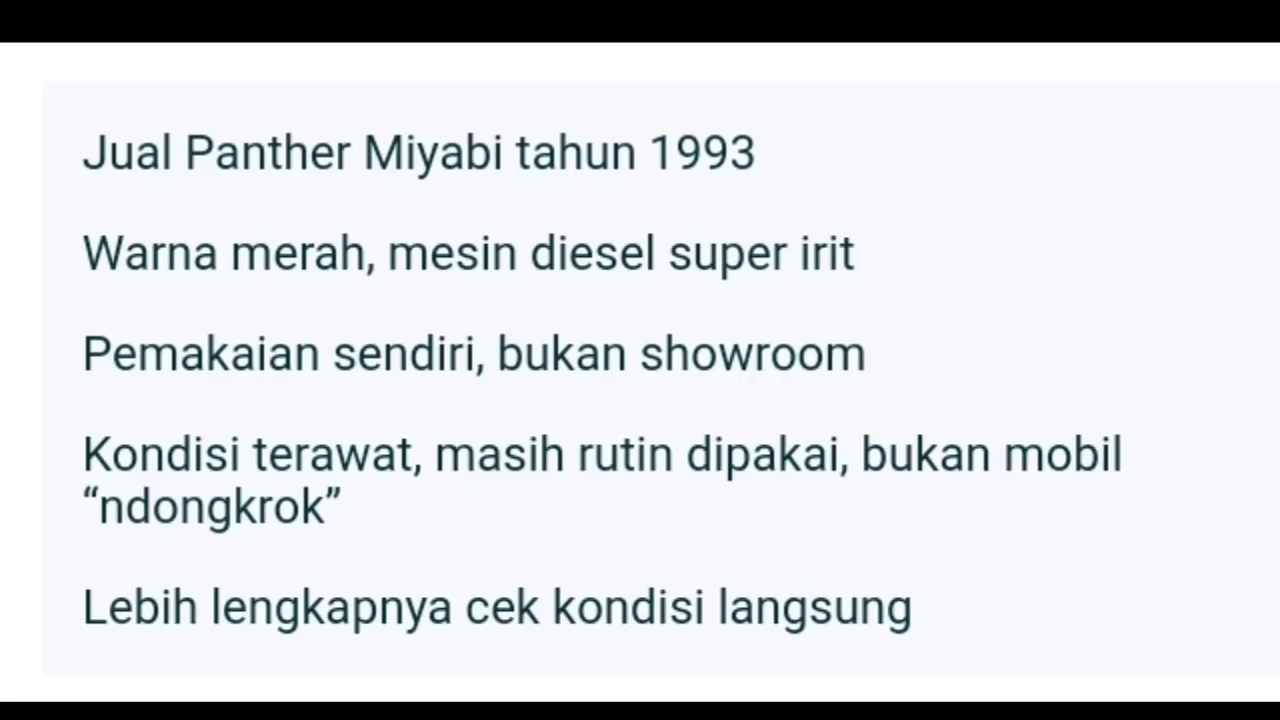 Jual Panther Miyabi tahun 1993
Warna merah, mesin diesel super irit
Pemakaian sendiri, bukan showroom
Kondisi terawat, masih rutin dipakai, bukan mobil
“ndongkrok”
Lebih lengkapnya cek kondisi langsung